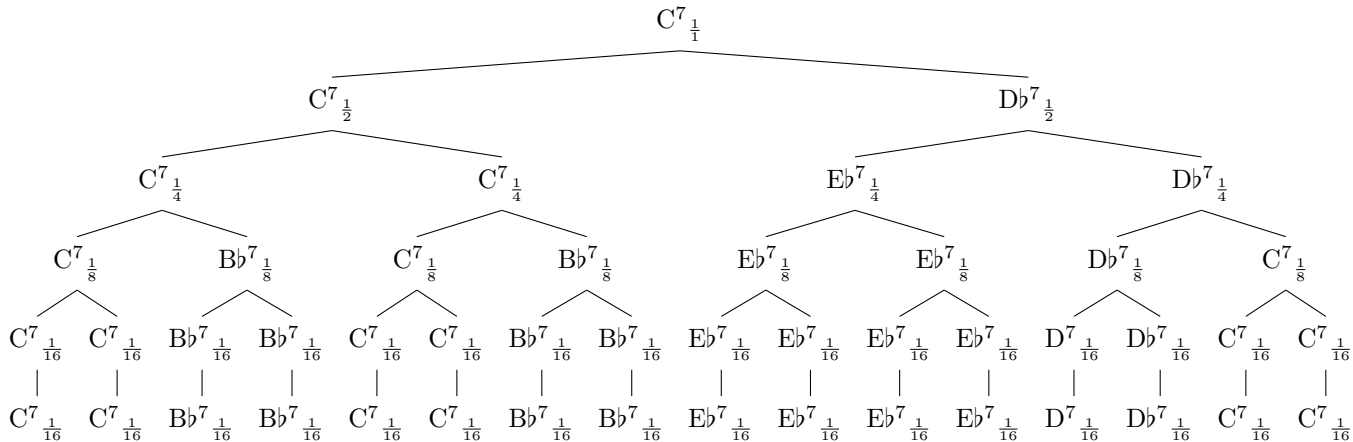 C⁷ 1/1
C⁷ 1/2 D♭⁷ 1/2
C⁷ 1/4 C⁷ 1/4 E♭⁷ 1/4 D♭⁷ 1/4
C⁷ 1/8 B♭⁷ 1/8 C⁷ 1/8 B♭⁷ 1/8 E♭⁷ 1/8 E♭⁷ 1/8 D♭⁷ 1/8 C⁷ 1/8
C⁷ 1/16 C⁷ 1/16 B♭⁷ 1/16 B♭⁷ 1/16 C⁷ 1/16 C⁷ 1/16 B♭⁷ 1/16 B♭⁷ 1/16 E♭⁷ 1/16 E♭⁷ 1/16 E♭⁷ 1/16 E♭⁷ 1/16 D⁷ 1/16 D♭⁷ 1/16 C⁷ 1/16 C⁷ 1/16
C⁷ 1/16 C⁷ 1/16 B♭⁷ 1/16 B♭⁷ 1/16 C⁷ 1/16 C⁷ 1/16 B♭⁷ 1/16 B♭⁷ 1/16 E♭⁷ 1/16 E♭⁷ 1/16 E♭⁷ 1/16 E♭⁷ 1/16 D⁷ 1/16 D♭⁷ 1/16 C⁷ 1/16 C⁷ 1/16